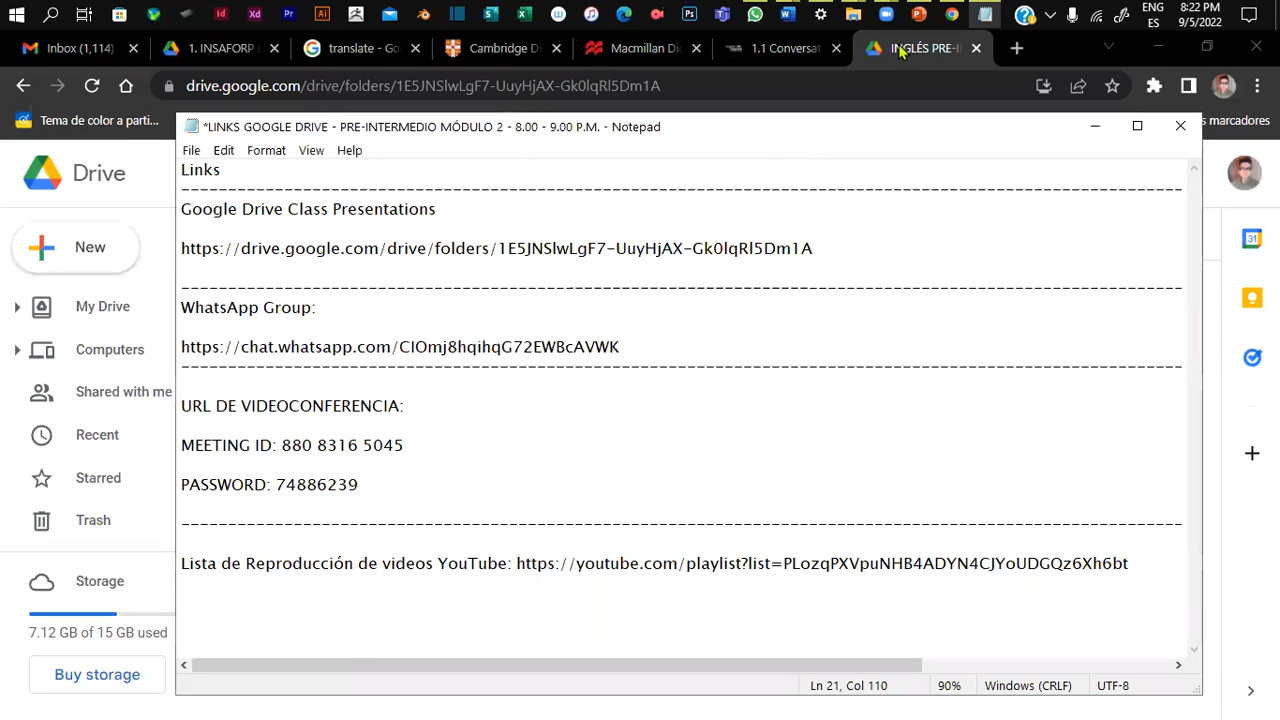 ENG
ES
8:22 PM
9/5/2022
Inbox (1,114)
1. INSAFORP
translate - Go
Cambridge D
Macmillan Di
1.1 Conversat
INGLÉS PRE-I
drive.google.com/drive/folders/1E5JNSlwLgF7-UuyHjAX-Gk0lqRl5Dm1A
Tema de color a parti...
s marcadores
*LINKS GOOGLE DRIVE - PRE-INTERMEDIO MÓDULO 2 - 8.00 - 9.00 P.M. - Notepad
File Edit Format View Help
Drive
New
My Drive
Computers
Shared with me
Recent
Starred
Trash
Storage
7.12 GB of 15 GB used
Buy storage
Links
Google Drive Class Presentations
https://drive.google.com/drive/folders/1E5JNSlwLgF7-UuyHjAX-Gk0lqRl5Dm1A
WhatsApp Group:
https://chat.whatsapp.com/CIOmj8hqihqG72EWBcAVWK
URL DE VIDEOCONFERENCIA:
MEETING ID: 880 8316 5045
PASSWORD: 74886239
Lista de Reproducción de videos YouTube: https://youtube.com/playlist?list=PLozqPXVpuNHB4ADYN4CJYoUDGQz6Xh6bt
Ln 21, Col 110
90%
Windows (CRLF)
UTF-8